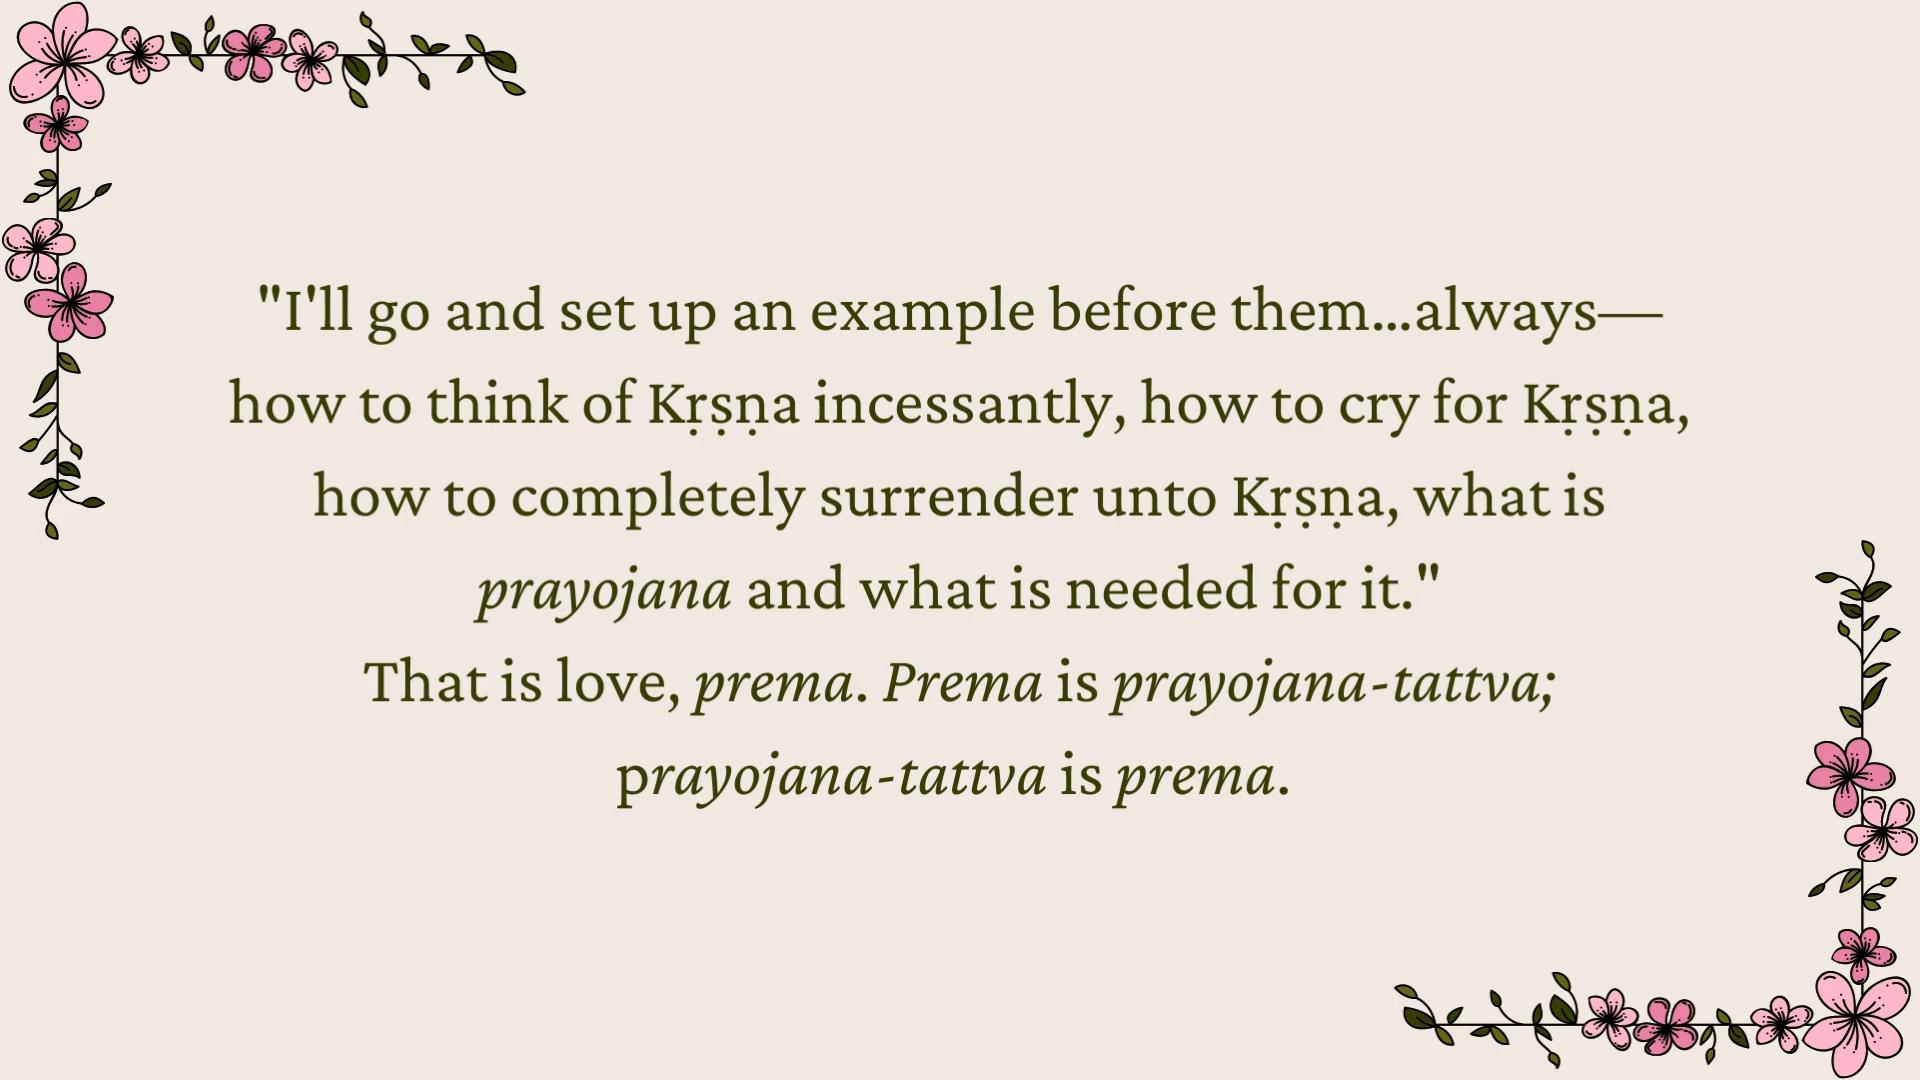 "I'll go and set up an example before them...always—
how to think of Kṛṣṇa incessantly, how to cry for Kṛṣṇa,
how to completely surrender unto Kṛṣṇa, what is
prayojana and what is needed for it."
That is love, prema. Prema is prayojana-tattva;
prayojana-tattva is prema.